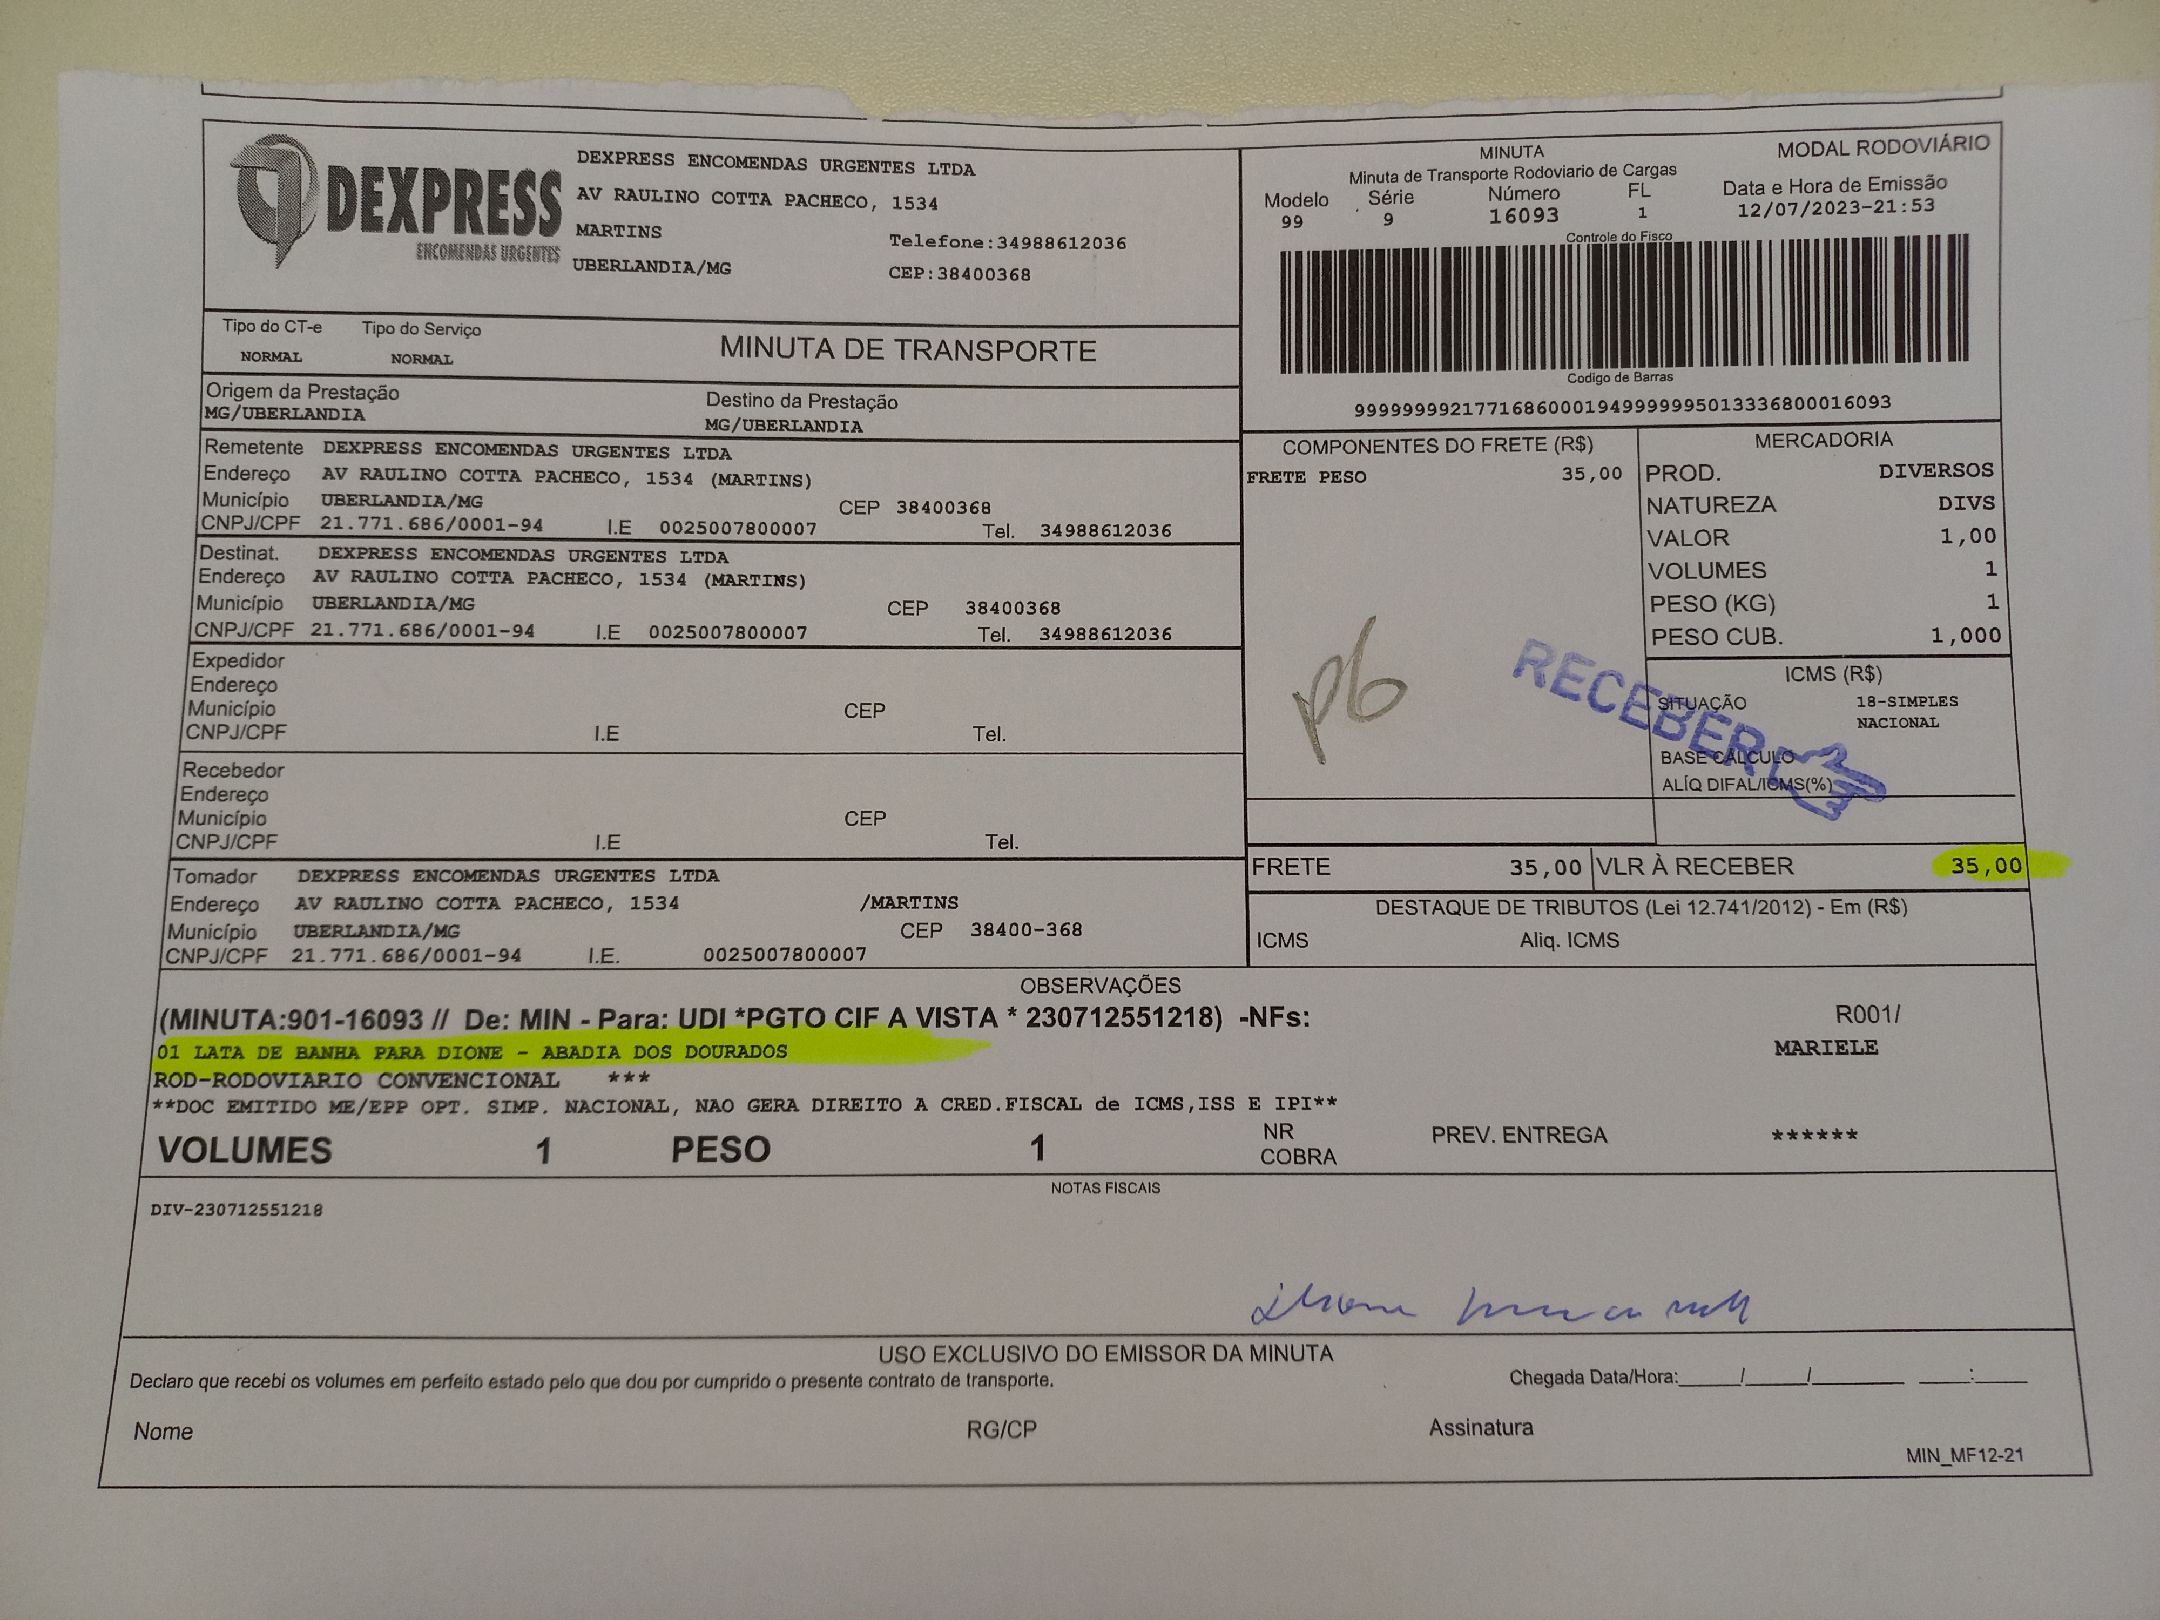 DEXPRESS
ENCOMENDAS URGENTES
DEXPRESS ENCOMENDAS URGENTES LTDA
AV RAULINO COTTA PACHECO, 1534
MARTINS
Telefone:34988612036
UBERLANDIA/MG
CEP:38400368
MINUTA
MODAL RODOVIÁRIO
Minuta de Transporte Rodoviario de Cargas
Modelo Série Número FL Data e Hora de Emissão
99 9 16093 1 12/07/2023-21:53
Controle do Fisco
Codigo de Barras
999999992177168600019499999995013336800016093
Tipo do CT-e Tipo do Serviço
NORMAL NORMAL
MINUTA DE TRANSPORTE
Origem da Prestação Destino da Prestação
MG/UBERLANDIA MG/UBERLANDIA
Remetente DEXPRESS ENCOMENDAS URGENTES LTDA
Endereço AV RAULINO COTTA PACHECO, 1534 (MARTINS)
Município UBERLANDIA/MG CEP 38400368
CNPJ/CPF 21.771.686/0001-94 I.E 0025007800007 Tel. 34988612036
Destinat. DEXPRESS ENCOMENDAS URGENTES LTDA
Endereço AV RAULINO COTTA PACHECO, 1534 (MARTINS)
Município UBERLANDIA/MG CEP 38400368
CNPJ/CPF 21.771.686/0001-94 I.E 0025007800007 Tel. 34988612036
Expedidor
Endereço
Município CEP
CNPJ/CPF I.E Tel.
Recebedor
Endereço
Município CEP
CNPJ/CPF I.E Tel.
Tomador DEXPRESS ENCOMENDAS URGENTES LTDA
Endereço AV RAULINO COTTA PACHECO, 1534 /MARTINS
Município UBERLANDIA/MG CEP 38400-368
CNPJ/CPF 21.771.686/0001-94 I.E. 0025007800007
COMPONENTES DO FRETE (R$)
FRETE PESO 35,00
MERCADORIA
PROD. DIVERSOS
NATUREZA DIVS
VALOR 1,00
VOLUMES 1
PESO (KG) 1
PESO CUB. 1,000
RECEBER
ICMS (R$)
SITUAÇÃO 18-SIMPLES
NACIONAL
BASE CÁLCULO
ALÍQ DIFAL/ICMS(%)
FRETE 35,00 VLR À RECEBER 35,00
DESTAQUE DE TRIBUTOS (Lei 12.741/2012) - Em (R$)
ICMS Aliq. ICMS
OBSERVAÇÕES
(MINUTA:901-16093 // De: MIN - Para: UDI *PGTO CIF A VISTA * 230712551218) -NFs: R001/
01 LATA DE BANHA PARA DIONE - ABADIA DOS DOURADOS MARIELE
ROD-RODOVIARIO CONVENCIONAL ***
**DOC EMITIDO ME/EPP OPT. SIMP. NACIONAL, NAO GERA DIREITO A CRED.FISCAL de ICMS,ISS E IPI**
VOLUMES 1 PESO 1 NR PREV. ENTREGA ******
COBRA
NOTAS FISCAIS
DIV-230712551218
USO EXCLUSIVO DO EMISSOR DA MINUTA
Declaro que recebi os volumes em perfeito estado pelo que dou por cumprido o presente contrato de transporte. Chegada Data/Hora:____/____/______ ____:____
Nome RG/CP Assinatura
MIN_MF12-21